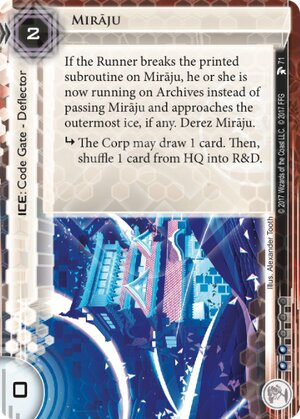 2
Mirāju
ICE: Code Gate - Deflector
If the Runner breaks the printed
subroutine on Mirāju, he or she is
now running on Archives instead of
passing Mirāju and approaches the
outermost ice, if any. Derez Mirāju.
↳ The Corp may draw 1 card. Then,
shuffle 1 card from HQ into R&D.
71
© 2017 Wizards of the Coast LLC. © 2017 FFG
Illus. Alexander Tooth
0